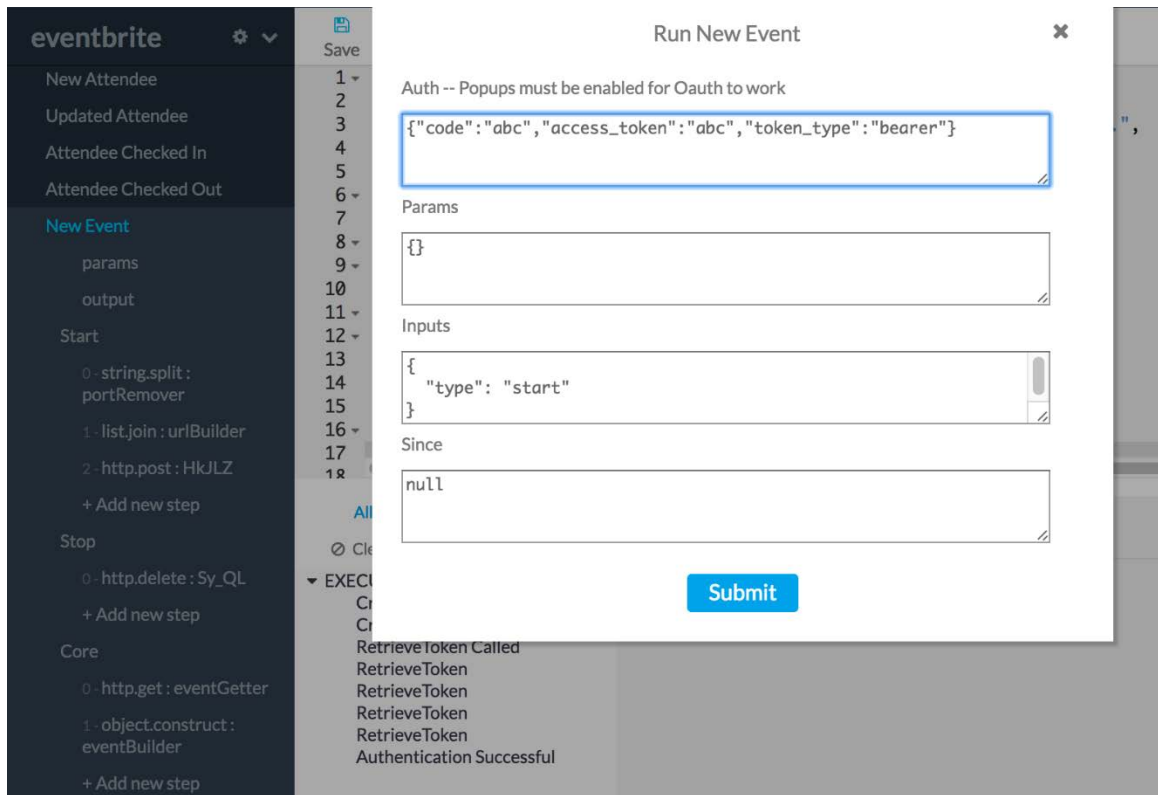 eventbrite
New Attendee
Updated Attendee
Attendee Checked In
Attendee Checked Out
New Event
params
output
Start
0 - string.split :
portRemover
1 - list.join : urlBuilder
2 - http.post : HkJLZ
+ Add new step
Stop
0 - http.delete : Sy_QL
+ Add new step
Core
0 - http.get : eventGetter
1 - object.construct :
eventBuilder
+ Add new step
Save
1
2
3
4
5
6
7
8
9
10
11
12
13
14
15
16
17
18
All
Cle
EXECU
Cr
Cr
RetrieveToken Called
RetrieveToken
RetrieveToken
RetrieveToken
RetrieveToken
Authentication Successful
Run New Event
Auth -- Popups must be enabled for Oauth to work
{"code":"abc","access_token":"abc","token_type":"bearer"}
Params
{}
Inputs
{
"type": "start"
}
Since
null
Submit
",